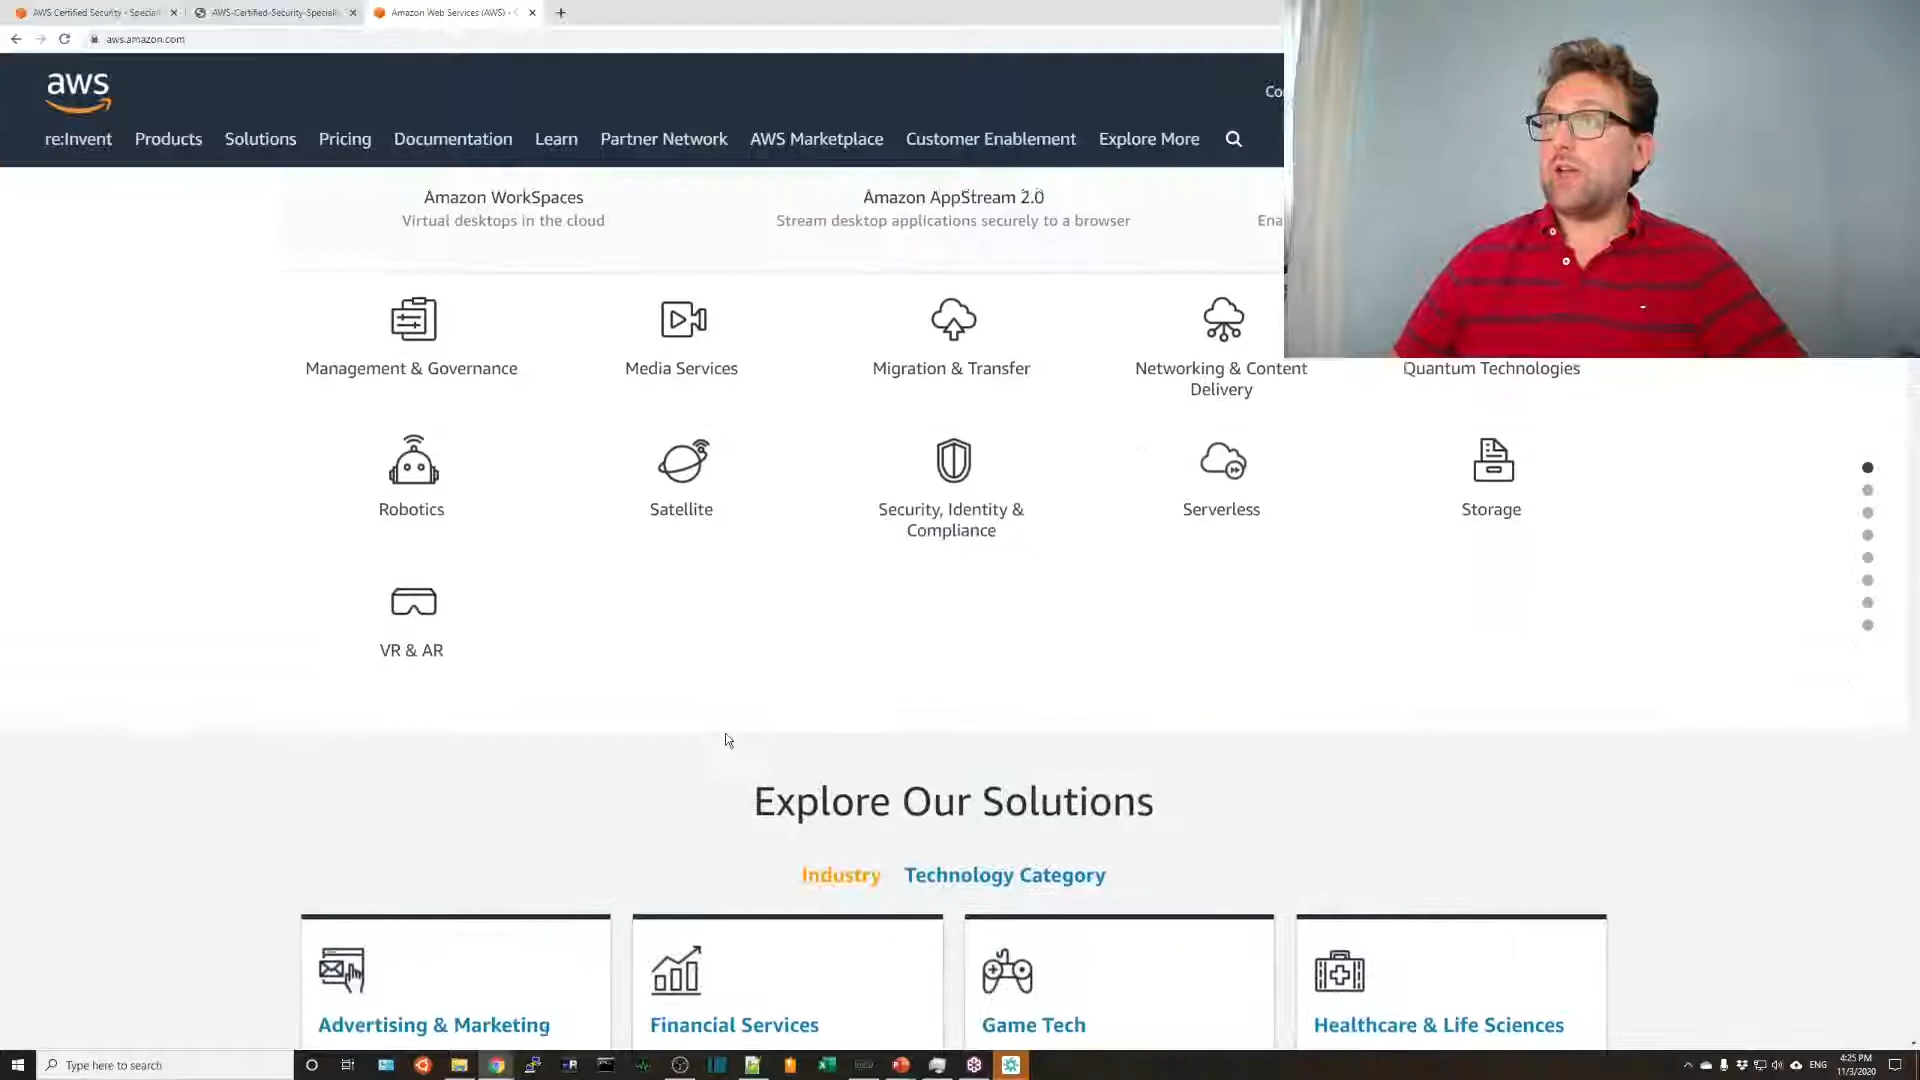 AWS Certified Security - Special
AWS-Certified-Security-Speciali
Amazon Web Services (AWS) - C
aws.amazon.com
aws
re:Invent
Products
Solutions
Pricing
Documentation
Learn
Partner Network
AWS Marketplace
Customer Enablement
Explore More
Amazon WorkSpaces
Virtual desktops in the cloud
Amazon AppStream 2.0
Stream desktop applications securely to a browser
Management & Governance
Media Services
Migration & Transfer
Networking & Content
Delivery
Quantum Technologies
Robotics
Satellite
Security, Identity &
Compliance
Serverless
Storage
VR & AR
Explore Our Solutions
Industry
Technology Category
Advertising & Marketing
Financial Services
Game Tech
Healthcare & Life Sciences
Type here to search
ENG
4:25 PM
11/3/2020